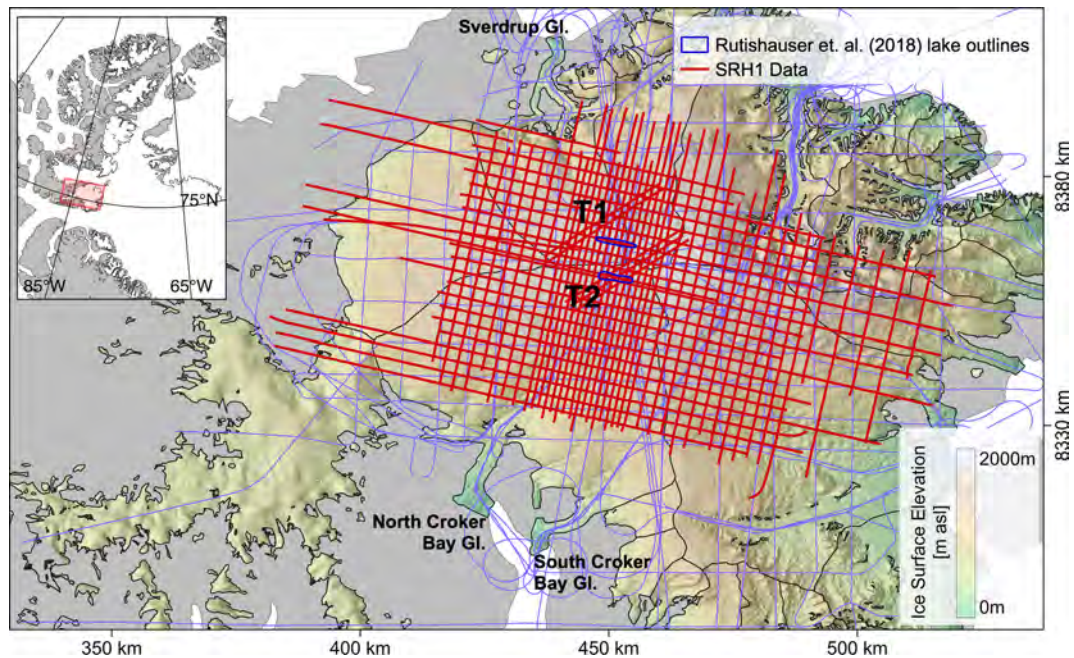 Sverdrup Gl.
Rutishauser et. al. (2018) lake outlines
SRH1 Data
75°N
85°W
65°W
T1
T2
8380 km
8330 km
North Croker
Bay Gl.
South Croker
Bay Gl.
Ice Surface Elevation
[m asl]
2000m
0m
350 km
400 km
450 km
500 km